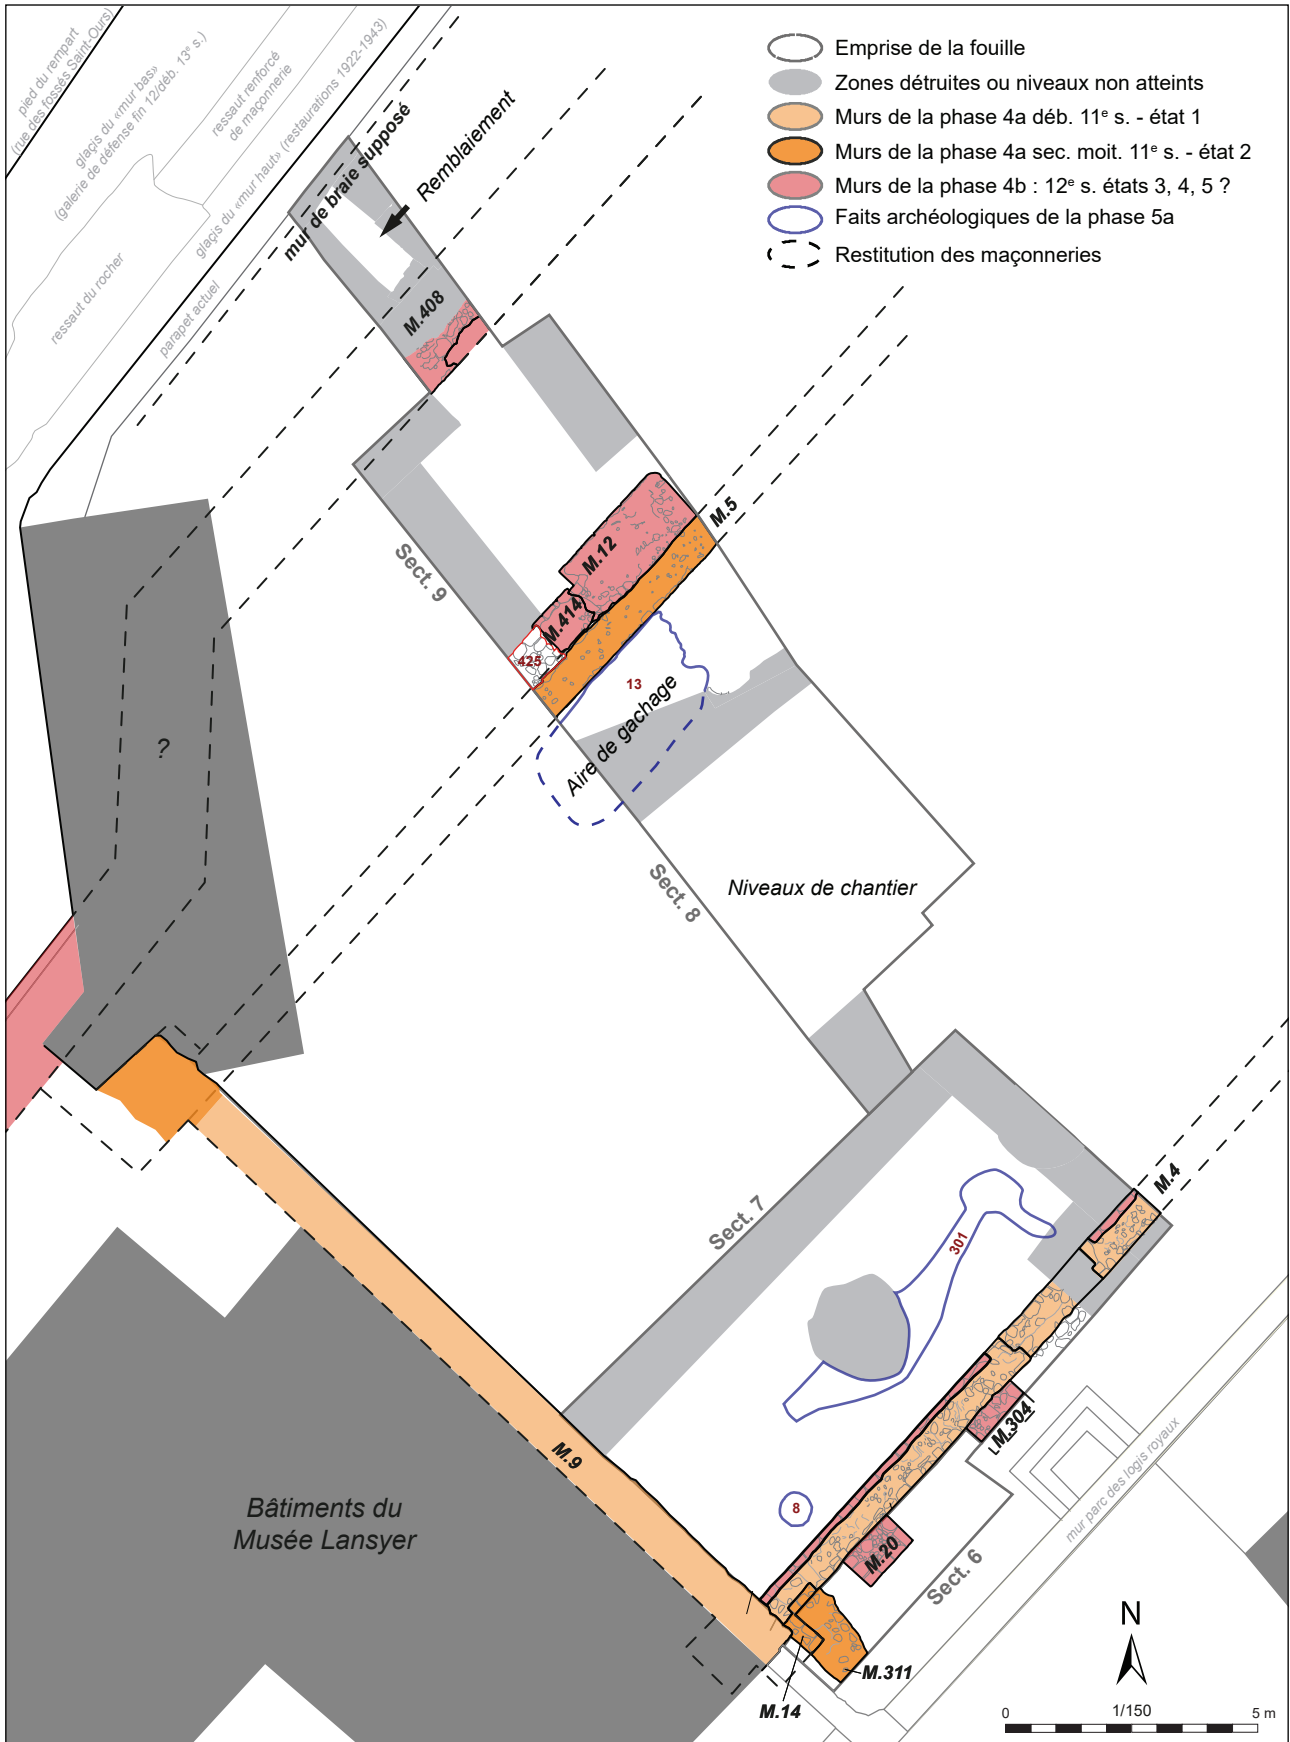 Emprise de la fouille
Zones détruites ou niveaux non atteints
Murs de la phase 4a déb. 11e s. - état 1
Murs de la phase 4a sec. moit. 11e s. - état 2
Murs de la phase 4b : 12e s. états 3, 4, 5 ?
Faits archéologiques de la phase 5a
Restitution des maçonneries
pied du rempart
(rue des fossés Saint-Ours)
glaçis du «mur bas»
(galerie de défense fin 12/déb. 13e s.)
ressaut renforcé
de maçonnerie
glaçis du «mur haut» (restaurations 1922-1943)
ressaut du rocher
parapet actuel
mur de braie supposé
Remblaiement
M.408
M.5
M.12
M.414
425
Sect. 9
13
Aire de gachage
?
Sect. 8
Niveaux de chantier
Sect. 7
M.4
301
M.304
mur parc des logis royaux
M.9
8
M.20
Sect. 6
Bâtiments du
Musée Lansyer
M.311
M.14
N
0
1/150
5 m